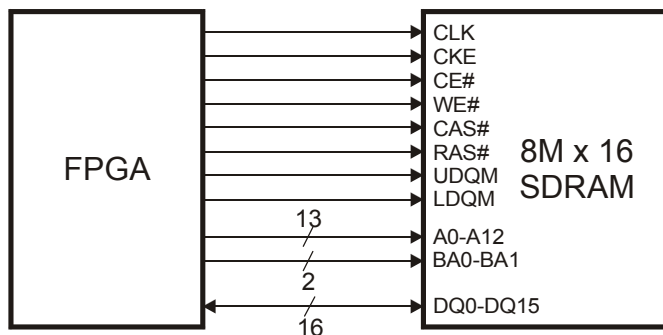 FPGA
CLK
CKE
CE#
WE#
CAS#
RAS#
UDQM
LDQM
8M x 16
SDRAM
13
A0-A12
BA0-BA1
2
DQ0-DQ15
16